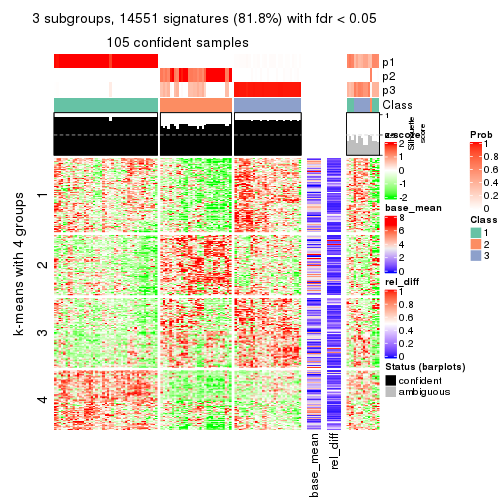 3 subgroups, 14551 signatures (81.8%) with fdr < 0.05
105 confident samples
p1
p2
p3
Class
1
Silhouette
score
z-score
2
1
0
-1
-2
Prob
1
0.8
0.6
0.4
0.2
0
base_mean
8
6
4
2
0
Class
1
2
3
rel_diff
1
0.8
0.6
0.4
0.2
0
Status (barplots)
confident
ambiguous
k-means with 4 groups
1
2
3
4
base_mean
rel_diff